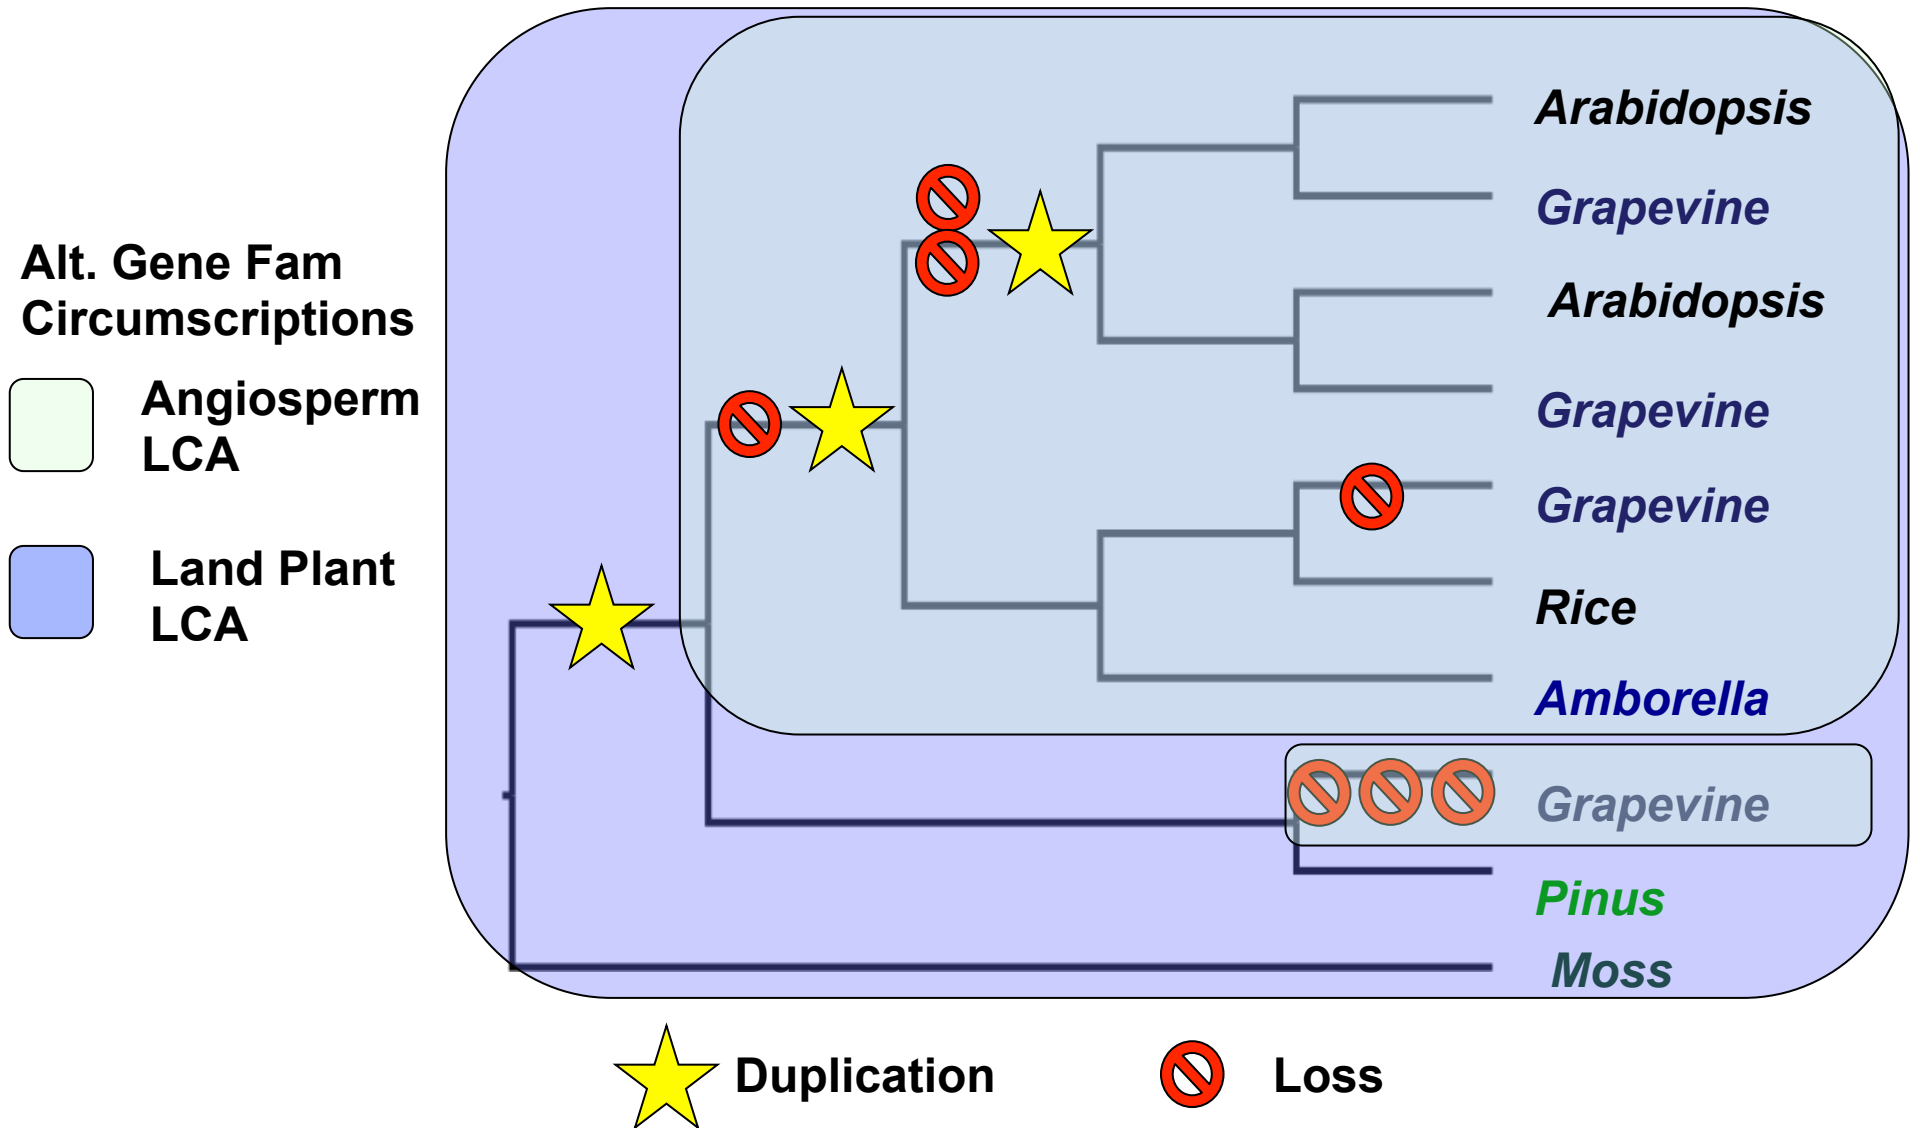 Arabidopsis
Grapevine
Alt. Gene Fam
Circumscriptions
Arabidopsis
Angiosperm
LCA
Grapevine
Grapevine
Land Plant
LCA
Rice
Amborella
Grapevine
Pinus
Moss
Duplication
Loss